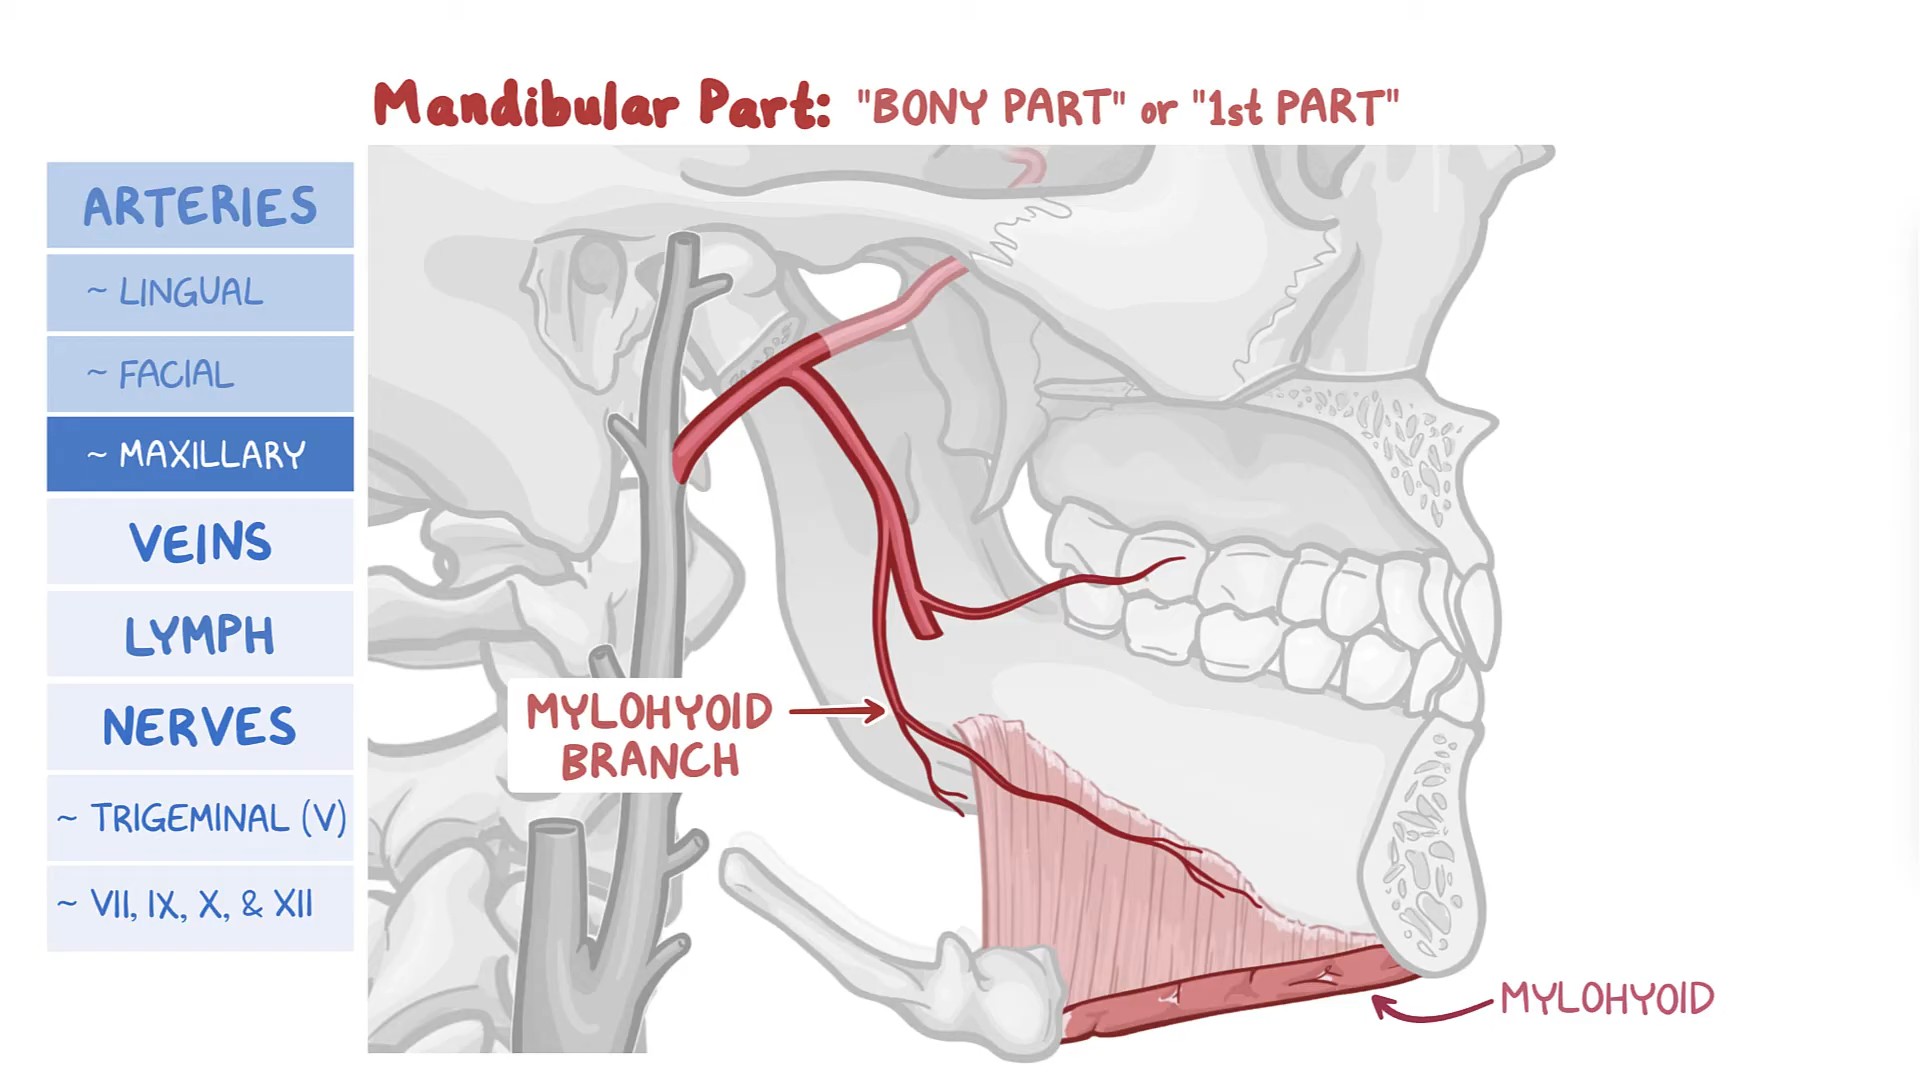 Mandibular Part: "BONY PART" or "1st PART"
ARTERIES
~ LINGUAL
~ FACIAL
~ MAXILLARY
VEINS
LYMPH
NERVES
~ TRIGEMINAL (V)
~ VII, IX, X, & XII
MYLOHYOID
BRANCH
MYLOHYOID